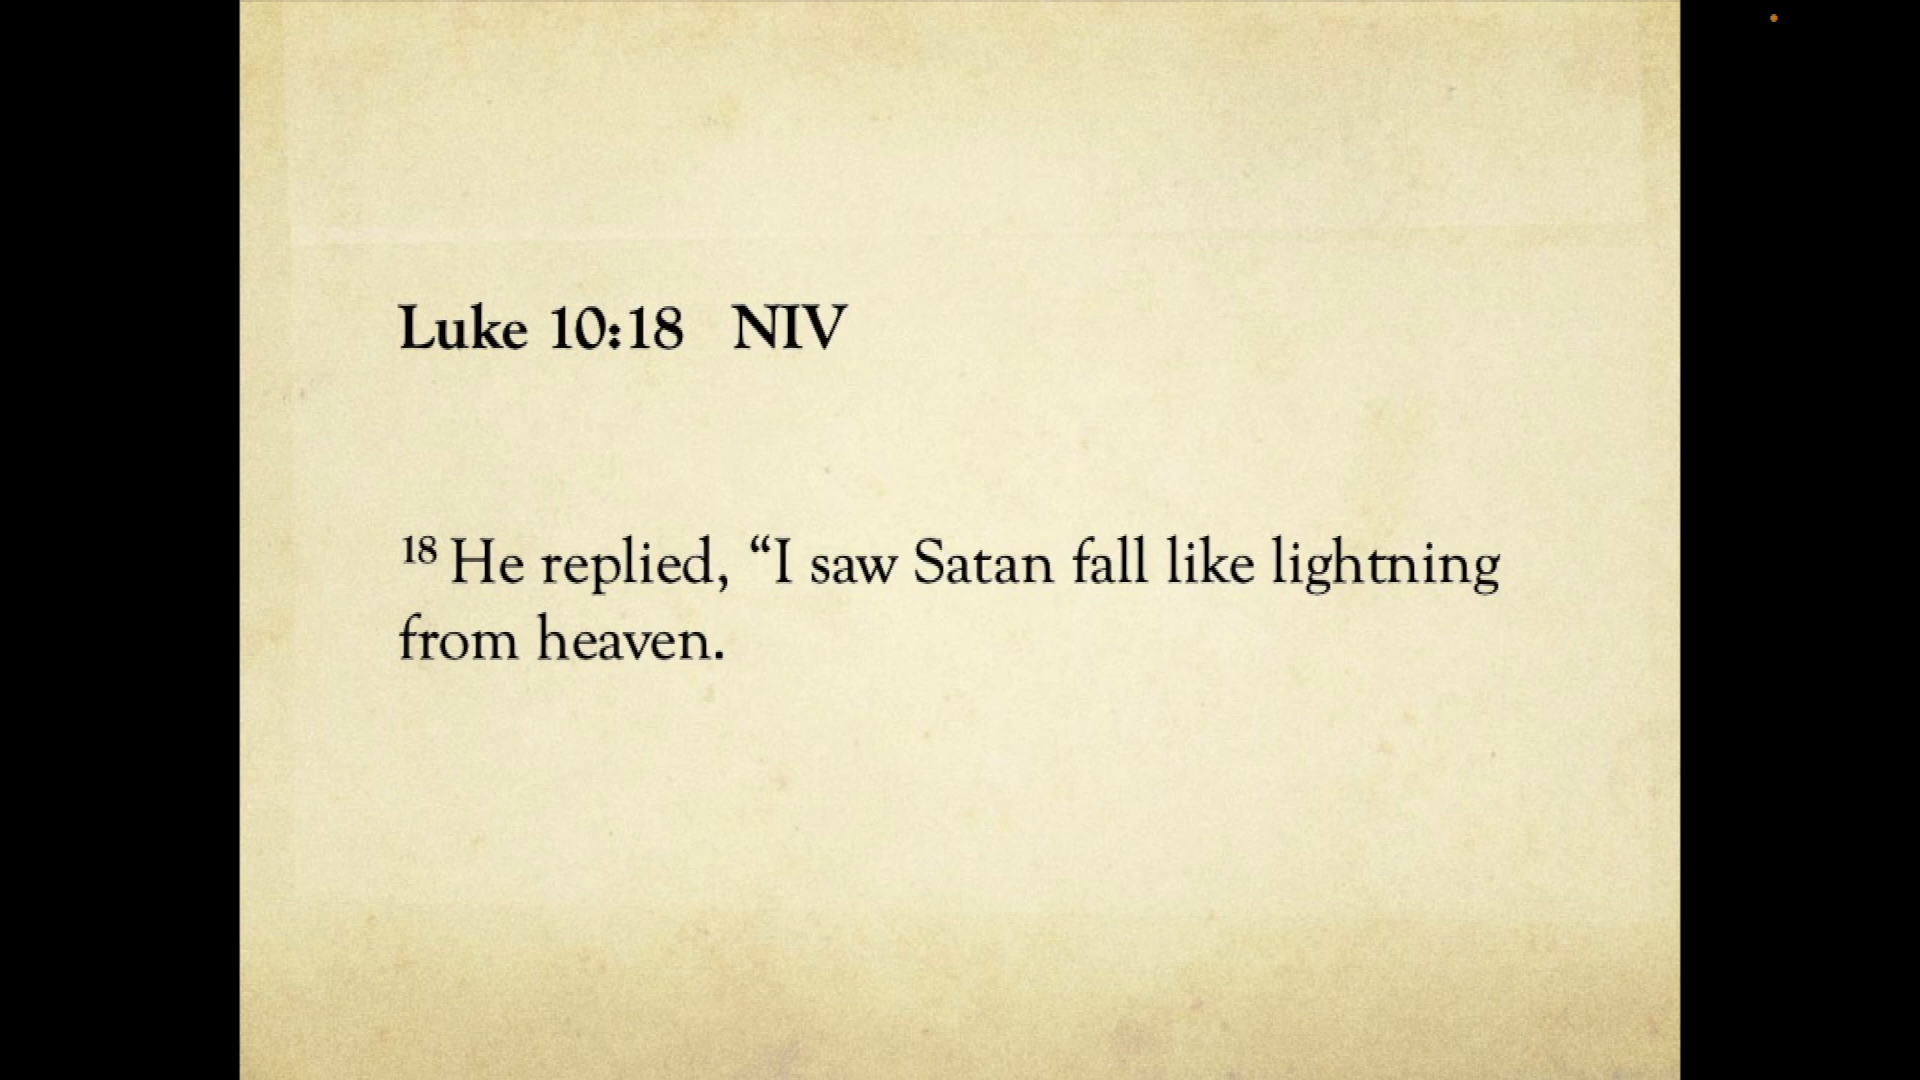 Luke 10:18 NIV
18 He replied, “I saw Satan fall like lightning
from heaven.